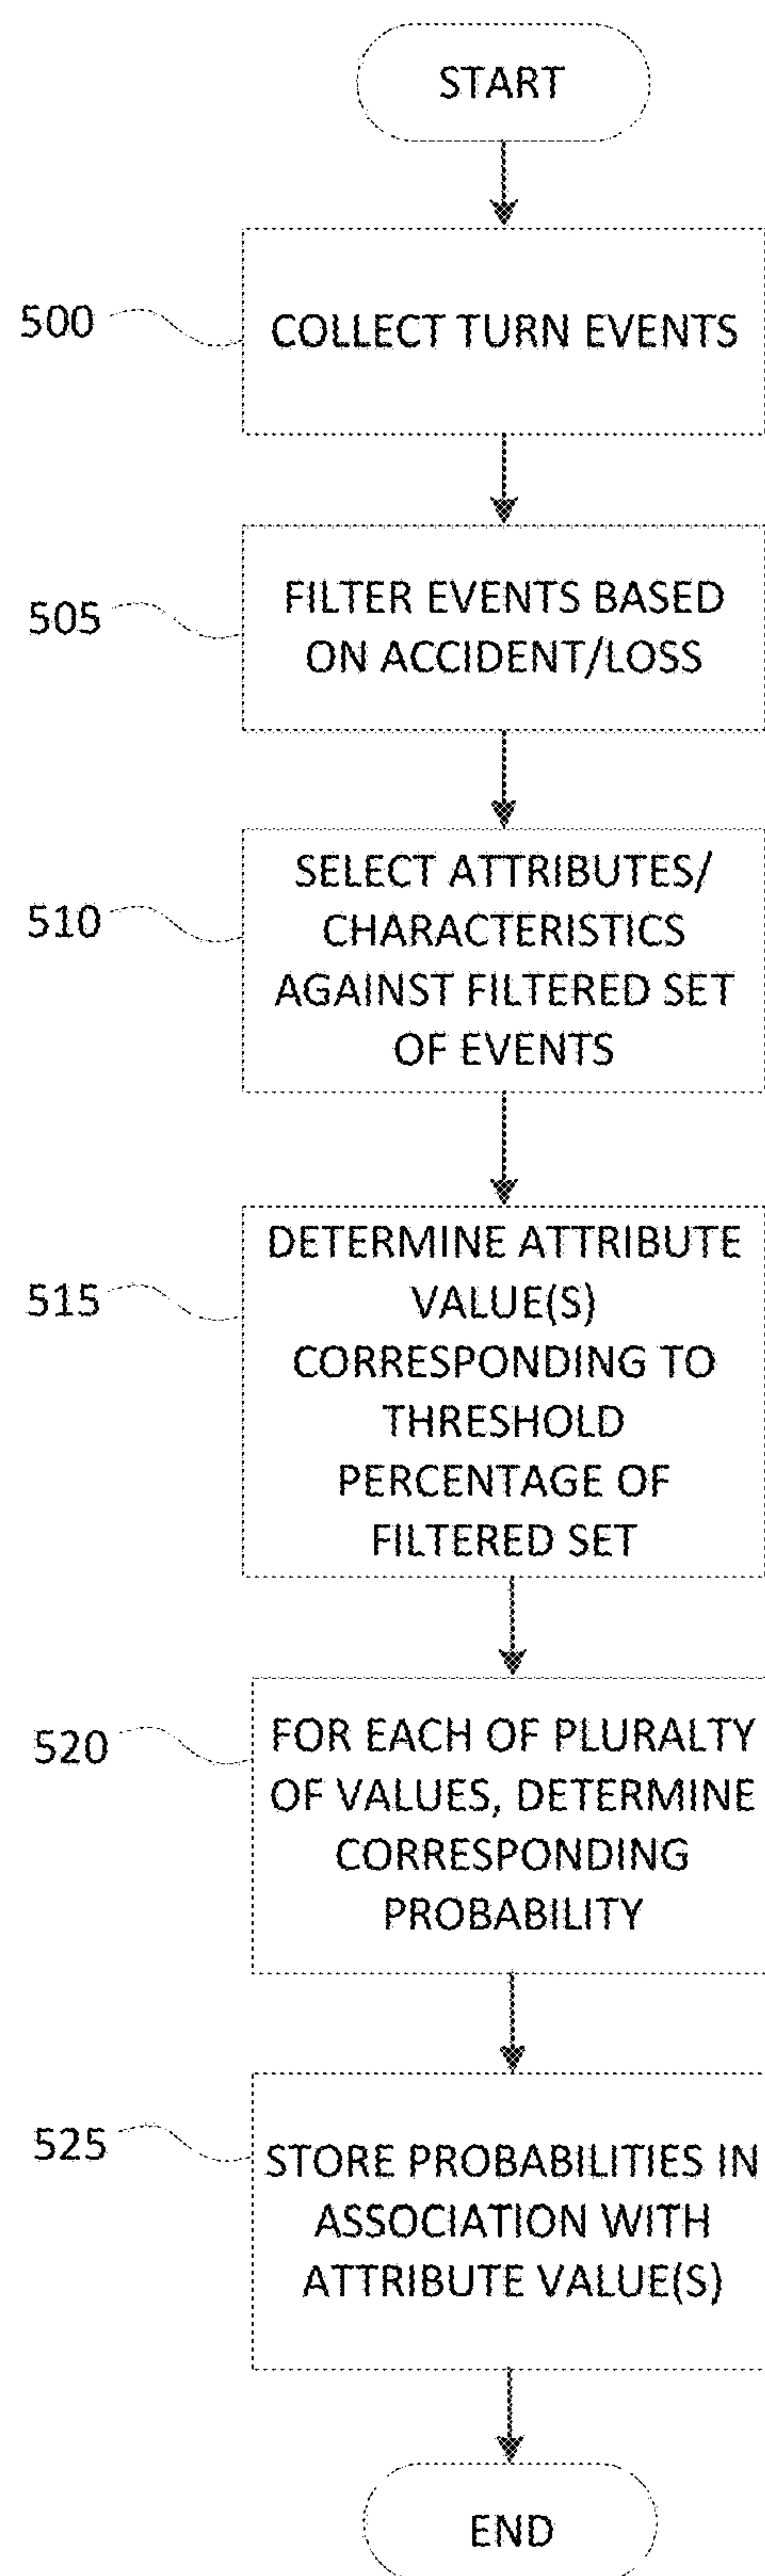 START
500
COLLECT TURN EVENTS
505
FILTER EVENTS BASED
ON ACCIDENT/LOSS
510
SELECT ATTRIBUTES/
CHARACTERISTICS
AGAINST FILTERED SET
OF EVENTS
515
DETERMINE ATTRIBUTE
VALUE(S)
CORRESPONDING TO
THRESHOLD
PERCENTAGE OF
FILTERED SET
520
FOR EACH OF PLURALTY
OF VALUES, DETERMINE
CORRESPONDING
PROBABILITY
525
STORE PROBABILITIES IN
ASSOCIATION WITH
ATTRIBUTE VALUE(S)
END